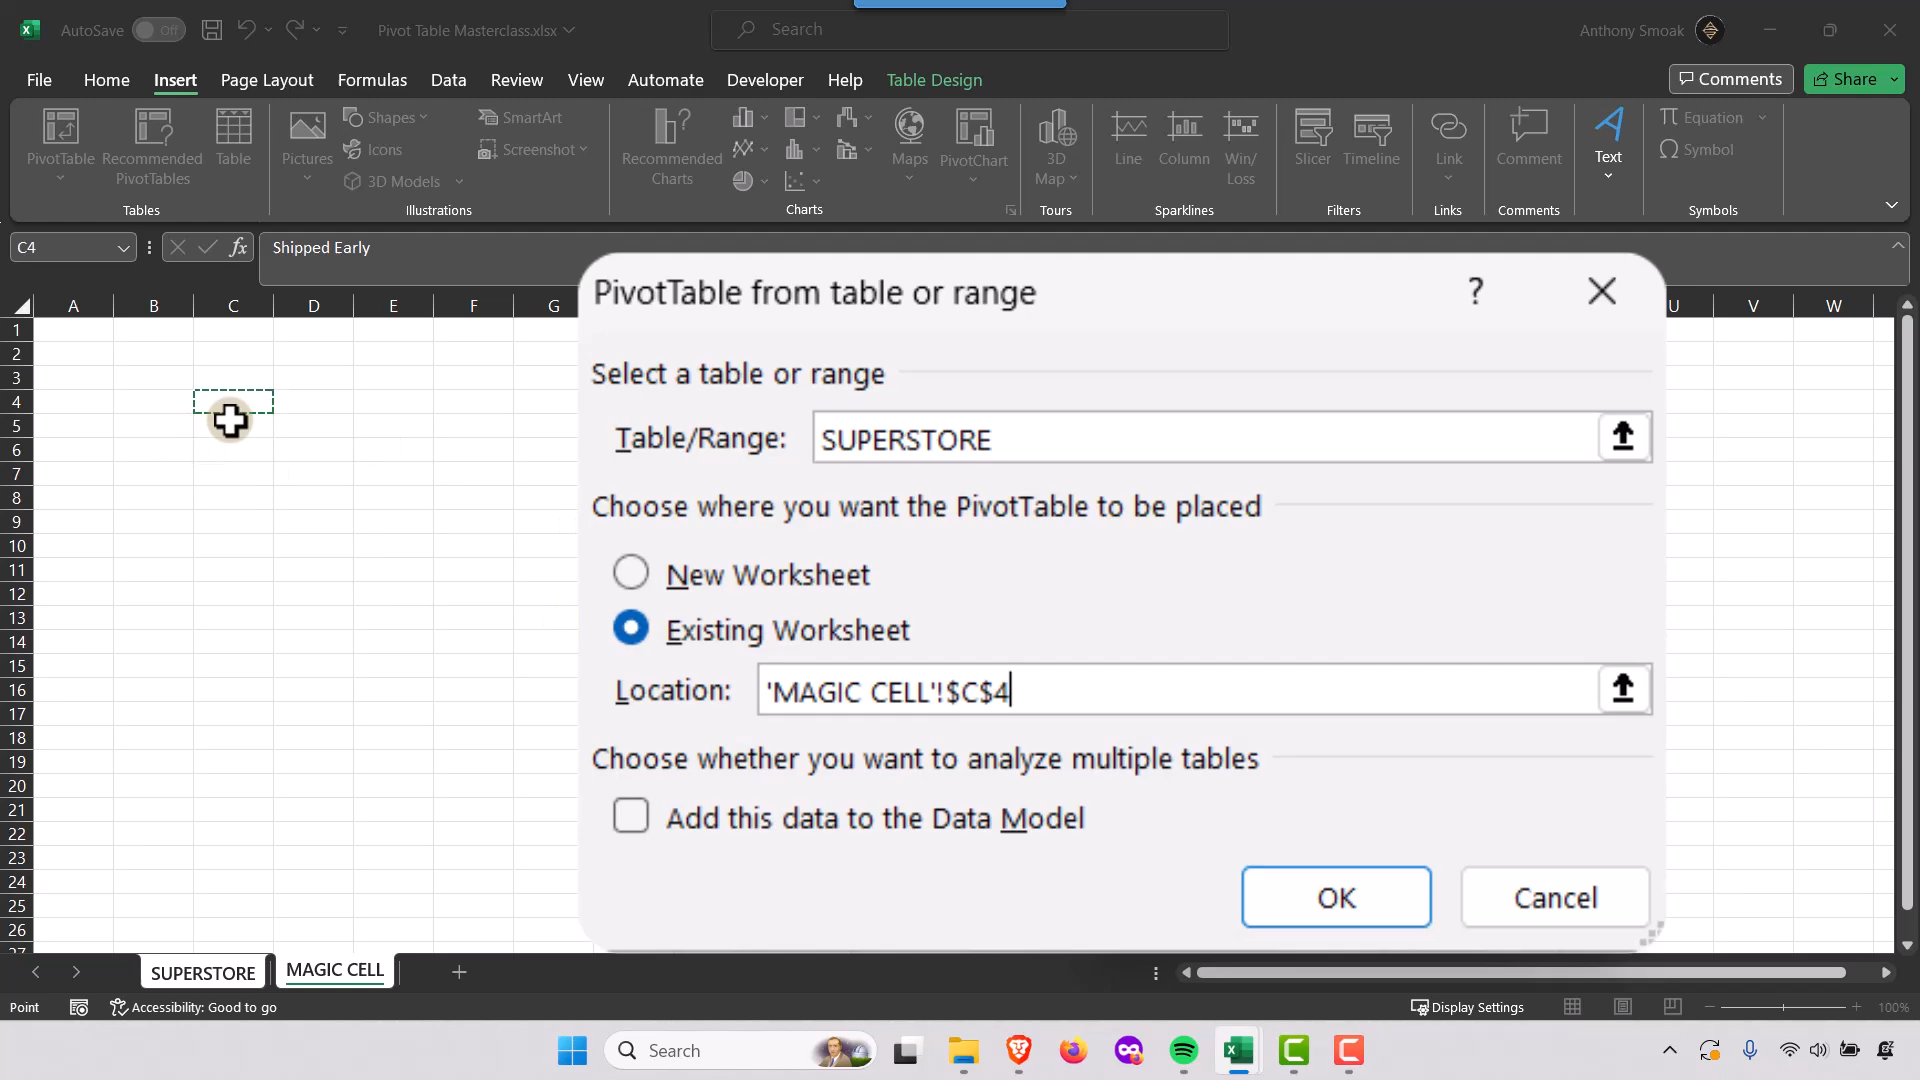 AutoSave Off Pivot Table Masterclass.xlsx Search Anthony Smoak
File Home Insert Page Layout Formulas Data Review View Automate Developer Help Table Design Comments Share
PivotTable
Recommended PivotTables
Table
Tables
Pictures
Shapes
Icons
3D Models
SmartArt
Screenshot
Illustrations
Recommended Charts
Maps
PivotChart
Charts
3D Map
Tours
Line
Column
Win/ Loss
Sparklines
Slicer
Timeline
Filters
Link
Links
Comment
Comments
Text
Equation
Symbol
Symbols
C4 fx Shipped Early
A B C D E F G U V W
1
2
3
4
5
6
7
8
9
10
11
12
13
14
15
16
17
18
19
20
21
22
23
24
25
26
27
PivotTable from table or range ?
Select a table or range
Table/Range: SUPERSTORE
Choose where you want the PivotTable to be placed
New Worksheet
Existing Worksheet
Location: 'MAGIC CELL'!$C$4
Choose whether you want to analyze multiple tables
Add this data to the Data Model
OK Cancel
SUPERSTORE MAGIC CELL
Point Accessibility: Good to go Display Settings 100%
Search